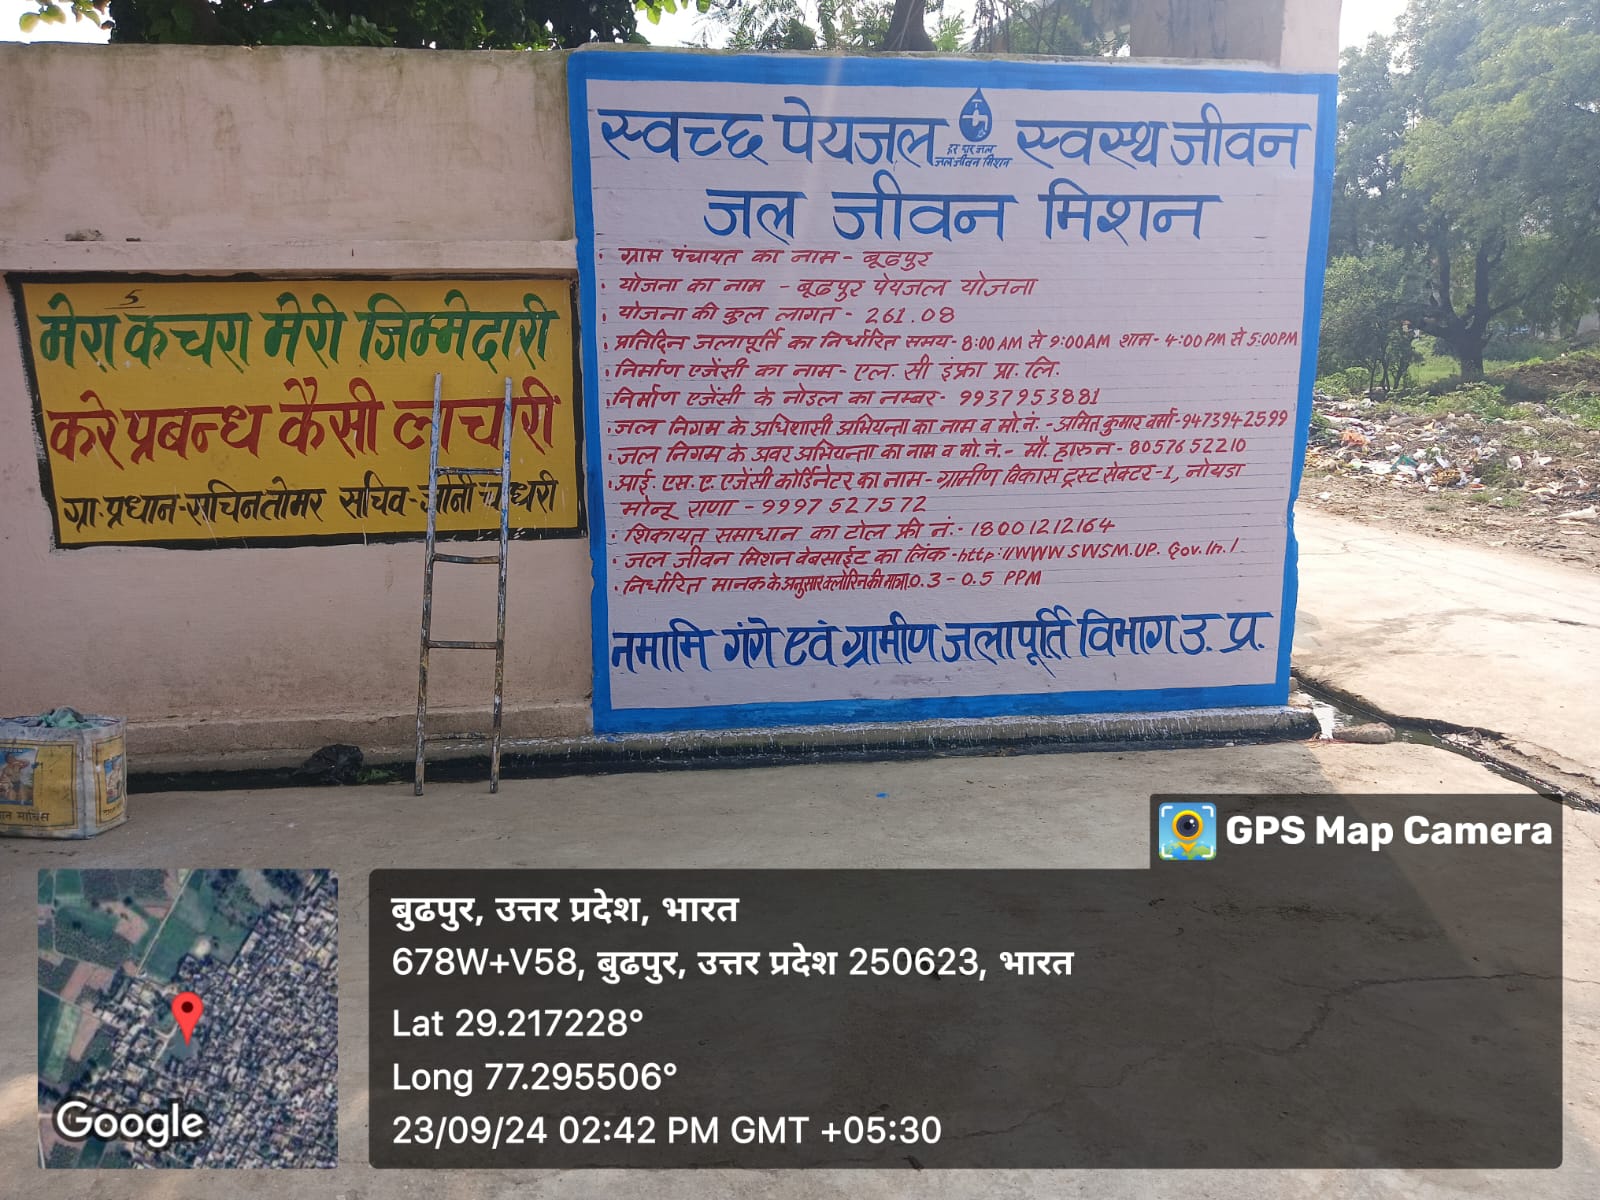 स्वच्छ पेयजल स्वस्थ जीवन
हर घर जल
जल जीवन मिशन
जल जीवन मिशन
• ग्राम पंचायत का नाम - बूढपुर
• योजना का नाम - बूढपुर पेयजल योजना
• योजना की कुल लागत - 261.08
• प्रतिदिन जलापूर्ति का निर्धारित समय - 8:00 AM से 9:00AM शाम - 4:00 PM से 5:00PM
• निर्माण एजेंसी का नाम - एल. सी इंफ्रा प्रा. लि.
• निर्माण एजेंसी के नोडल का नम्बर - 9937953881
• जल निगम के अधिशासी अभियन्ता का नाम व मो.नं. - अमित कुमार वर्मा - 9473942599
• जल निगम के अवर अभियन्ता का नाम व मो. नं. - मौ. हारुन - 8057652210
• आई. एस. ए. एजेंसी कोर्डिनेटर का नाम - ग्रामीण विकास ट्रस्ट सेक्टर-1, नोयडा
मोनू राणा - 9997527572
• शिकायत समाधान का टोल फ्री नं. - 18001212164
• जल जीवन मिशन वेबसाईट का लिंक - http://WWW SWSM.UP. Gov.In./
• निर्धारित मानक के अनुसार क्लोरिन की मात्रा 0.3 - 0.5 PPM
नमामि गंगे एवं ग्रामीण जलापूर्ति विभाग उ. प्र.
5
मेरा कचरा मेरी जिम्मेदारी
करे प्रबन्ध कैसी लाचारी
ग्रा. प्रधान - सचिन तोमर सचिव - जौनी चौधरी
माचिस
GPS Map Camera
बुढपुर, उत्तर प्रदेश, भारत
678W+V58, बुढपुर, उत्तर प्रदेश 250623, भारत
Lat 29.217228°
Long 77.295506°
23/09/24 02:42 PM GMT +05:30
Google